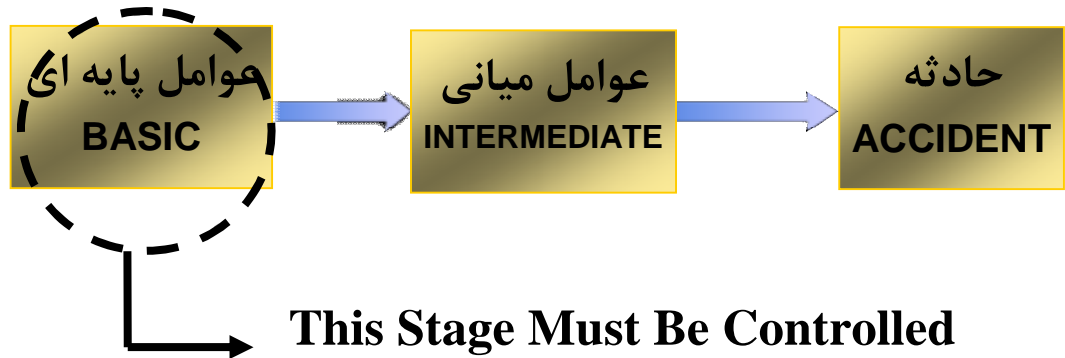 عوامل پایه ای
BASIC
عوامل میانی
INTERMEDIATE
حادثه
ACCIDENT
This Stage Must Be Controlled